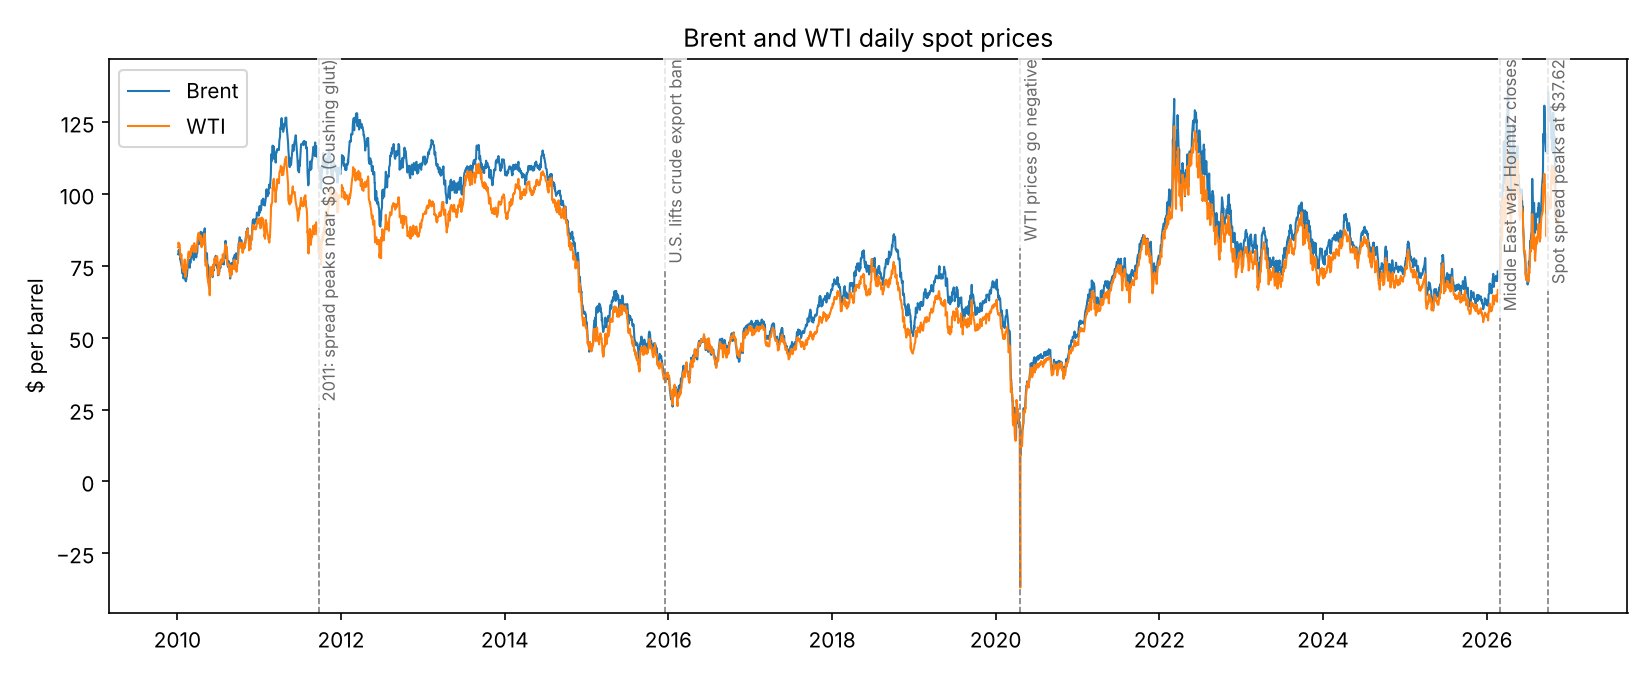 Brent and WTI daily spot prices
Brent
WTI
$ per barrel
125
100
75
50
25
0
−25
2011: spread peaks near $30 (Cushing glut)
U.S. lifts crude export ban
WTI prices go negative
Middle East war, Hormuz closes
Spot spread peaks at $37.62
2010
2012
2014
2016
2018
2020
2022
2024
2026